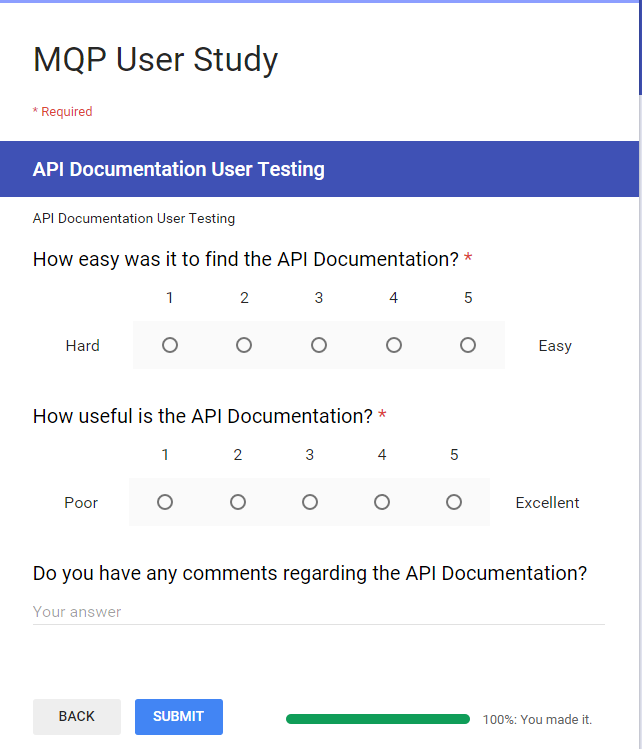 MQP User Study
* Required
API Documentation User Testing
API Documentation User Testing
How easy was it to find the API Documentation? *
1 2 3 4 5
Hard Easy
How useful is the API Documentation? *
1 2 3 4 5
Poor Excellent
Do you have any comments regarding the API Documentation?
Your answer
BACK SUBMIT 100%: You made it.